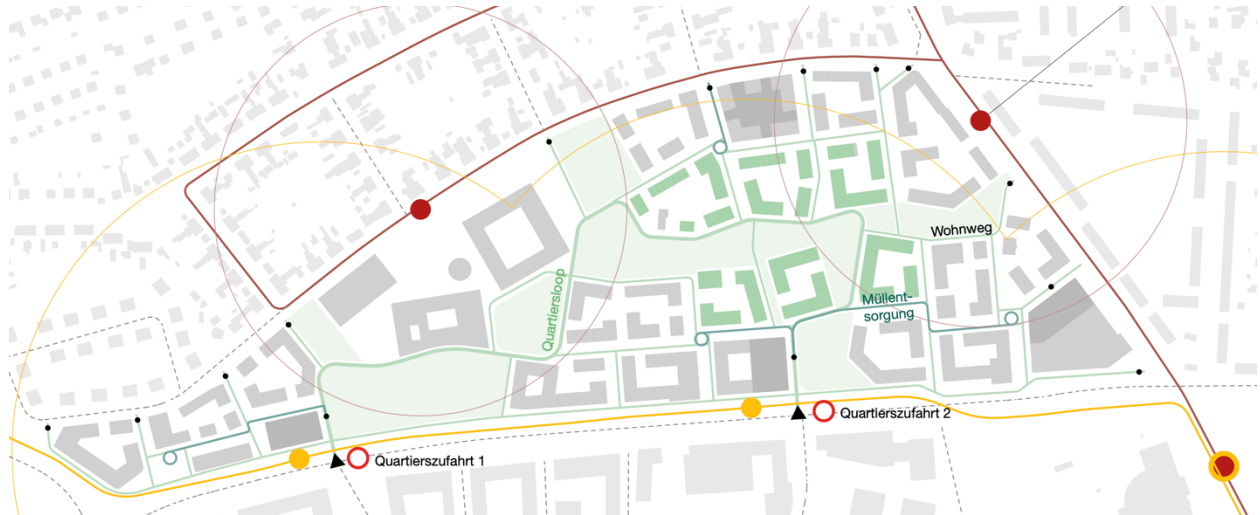 Wohnweg
Quartiersloop
Müllent-
sorgung
Quartierszufahrt 2
Quartierszufahrt 1